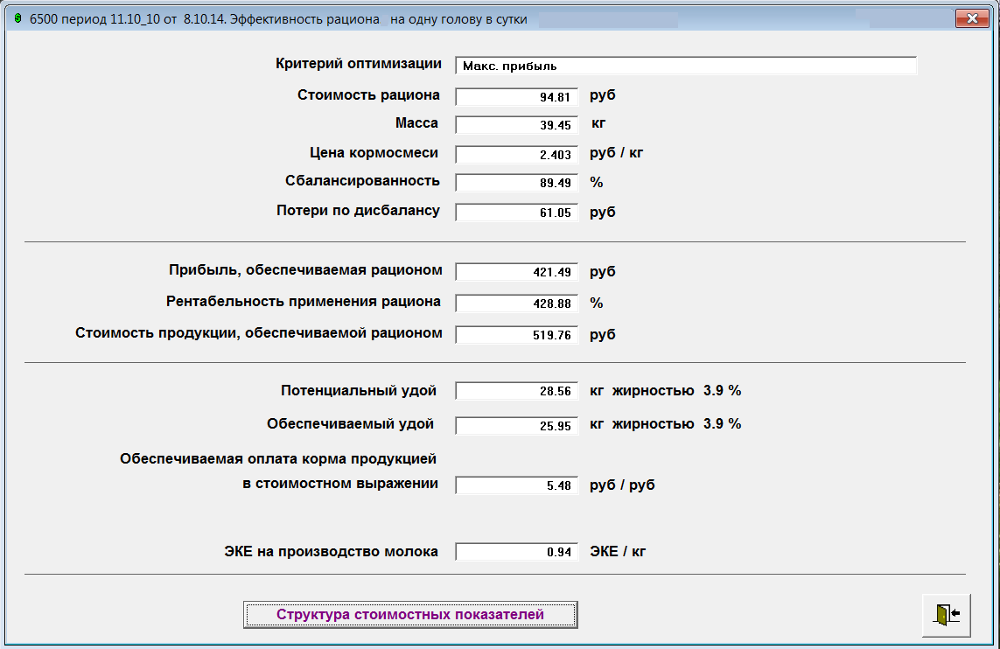 6500 период 11.10_10 от 8.10.14. Эффективность рациона на одну голову в сутки
Критерий оптимизации Макс. прибыль
Стоимость рациона 94.81 руб
Масса 39.45 кг
Цена кормосмеси 2.403 руб / кг
Сбалансированность 89.49 %
Потери по дисбалансу 61.05 руб
Прибыль, обеспечиваемая рационом 421.49 руб
Рентабельность применения рациона 428.88 %
Стоимость продукции, обеспечиваемой рационом 519.76 руб
Потенциальный удой 28.56 кг жирностью 3.9 %
Обеспечиваемый удой 25.95 кг жирностью 3.9 %
Обеспечиваемая оплата корма продукцией
в стоимостном выражении 5.48 руб / руб
ЭКЕ на производство молока 0.94 ЭКЕ / кг
Структура стоимостных показателей